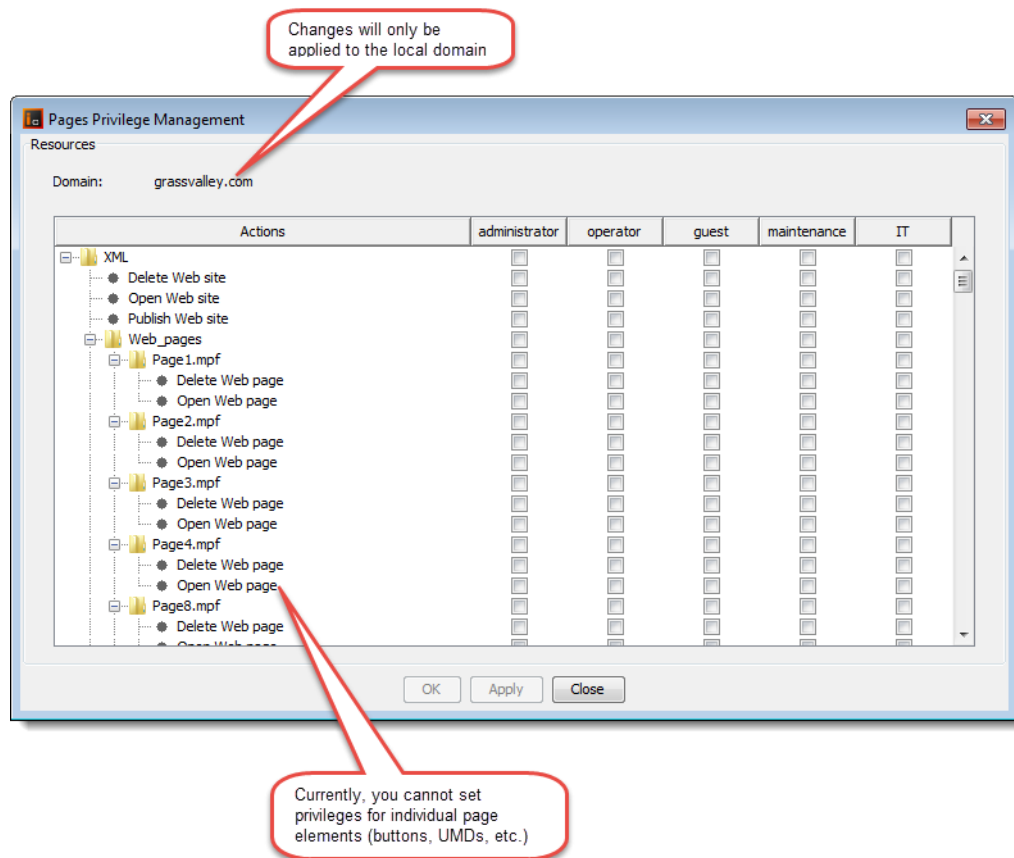 Changes will only be
applied to the local domain
Pages Privilege Management
Resources
Domain: grassvalley.com
Actions administrator operator guest maintenance IT
XML
Delete Web site
Open Web site
Publish Web site
Web_pages
Page1.mpf
Delete Web page
Open Web page
Page2.mpf
Delete Web page
Open Web page
Page3.mpf
Delete Web page
Open Web page
Page4.mpf
Delete Web page
Open Web page
Page8.mpf
Delete Web page
Open Web page
OK Apply Close
Currently, you cannot set
privileges for individual page
elements (buttons, UMDs, etc.)